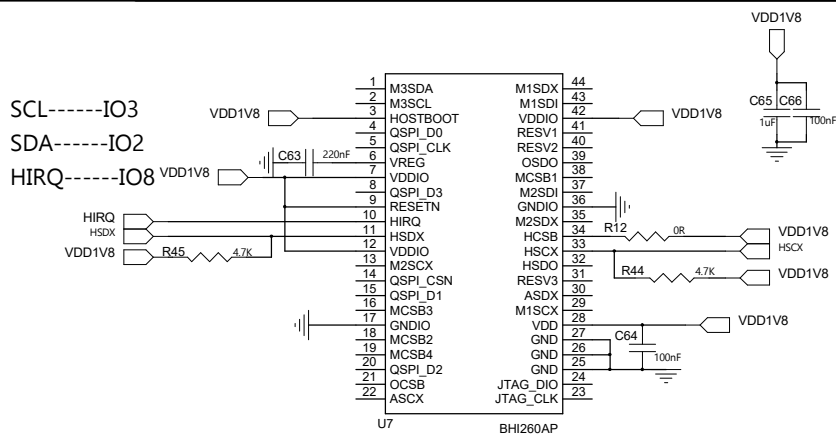 SCL------IO3
SDA------IO2
HIRQ------IO8
VDD1V8
VDD1V8
HIRQ
HSDX
VDD1V8
R45
4.7K
C63
220nF
1 M3SDA
2 M3SCL
3 HOSTBOOT
4 QSPI_D0
5 QSPI_CLK
6 VREG
7 VDDIO
8 QSPI_D3
9 RESETN
10 HIRQ
11 HSDX
12 VDDIO
13 M2SCX
14 QSPI_CSN
15 QSPI_D1
16 MCSB3
17 GNDIO
18 MCSB2
19 MCSB4
20 QSPI_D2
21 OCSB
22 ASCX
M1SDX 44
M1SDI 43
VDDIO 42
RESV1 41
RESV2 40
OSDO 39
MCSB1 38
M2SDI 37
GNDIO 36
M2SDX 35
HCSB 34
HSCX 33
HSDO 32
RESV3 31
ASDX 30
M1SCX 29
VDD 28
GND 27
GND 26
GND 25
JTAG_DIO 24
JTAG_CLK 23
U7
BHI260AP
VDD1V8
R12
0R
VDD1V8
HSCX
R44
4.7K
VDD1V8
VDD1V8
C64
100nF
VDD1V8
C65
1uF
C66
100nF